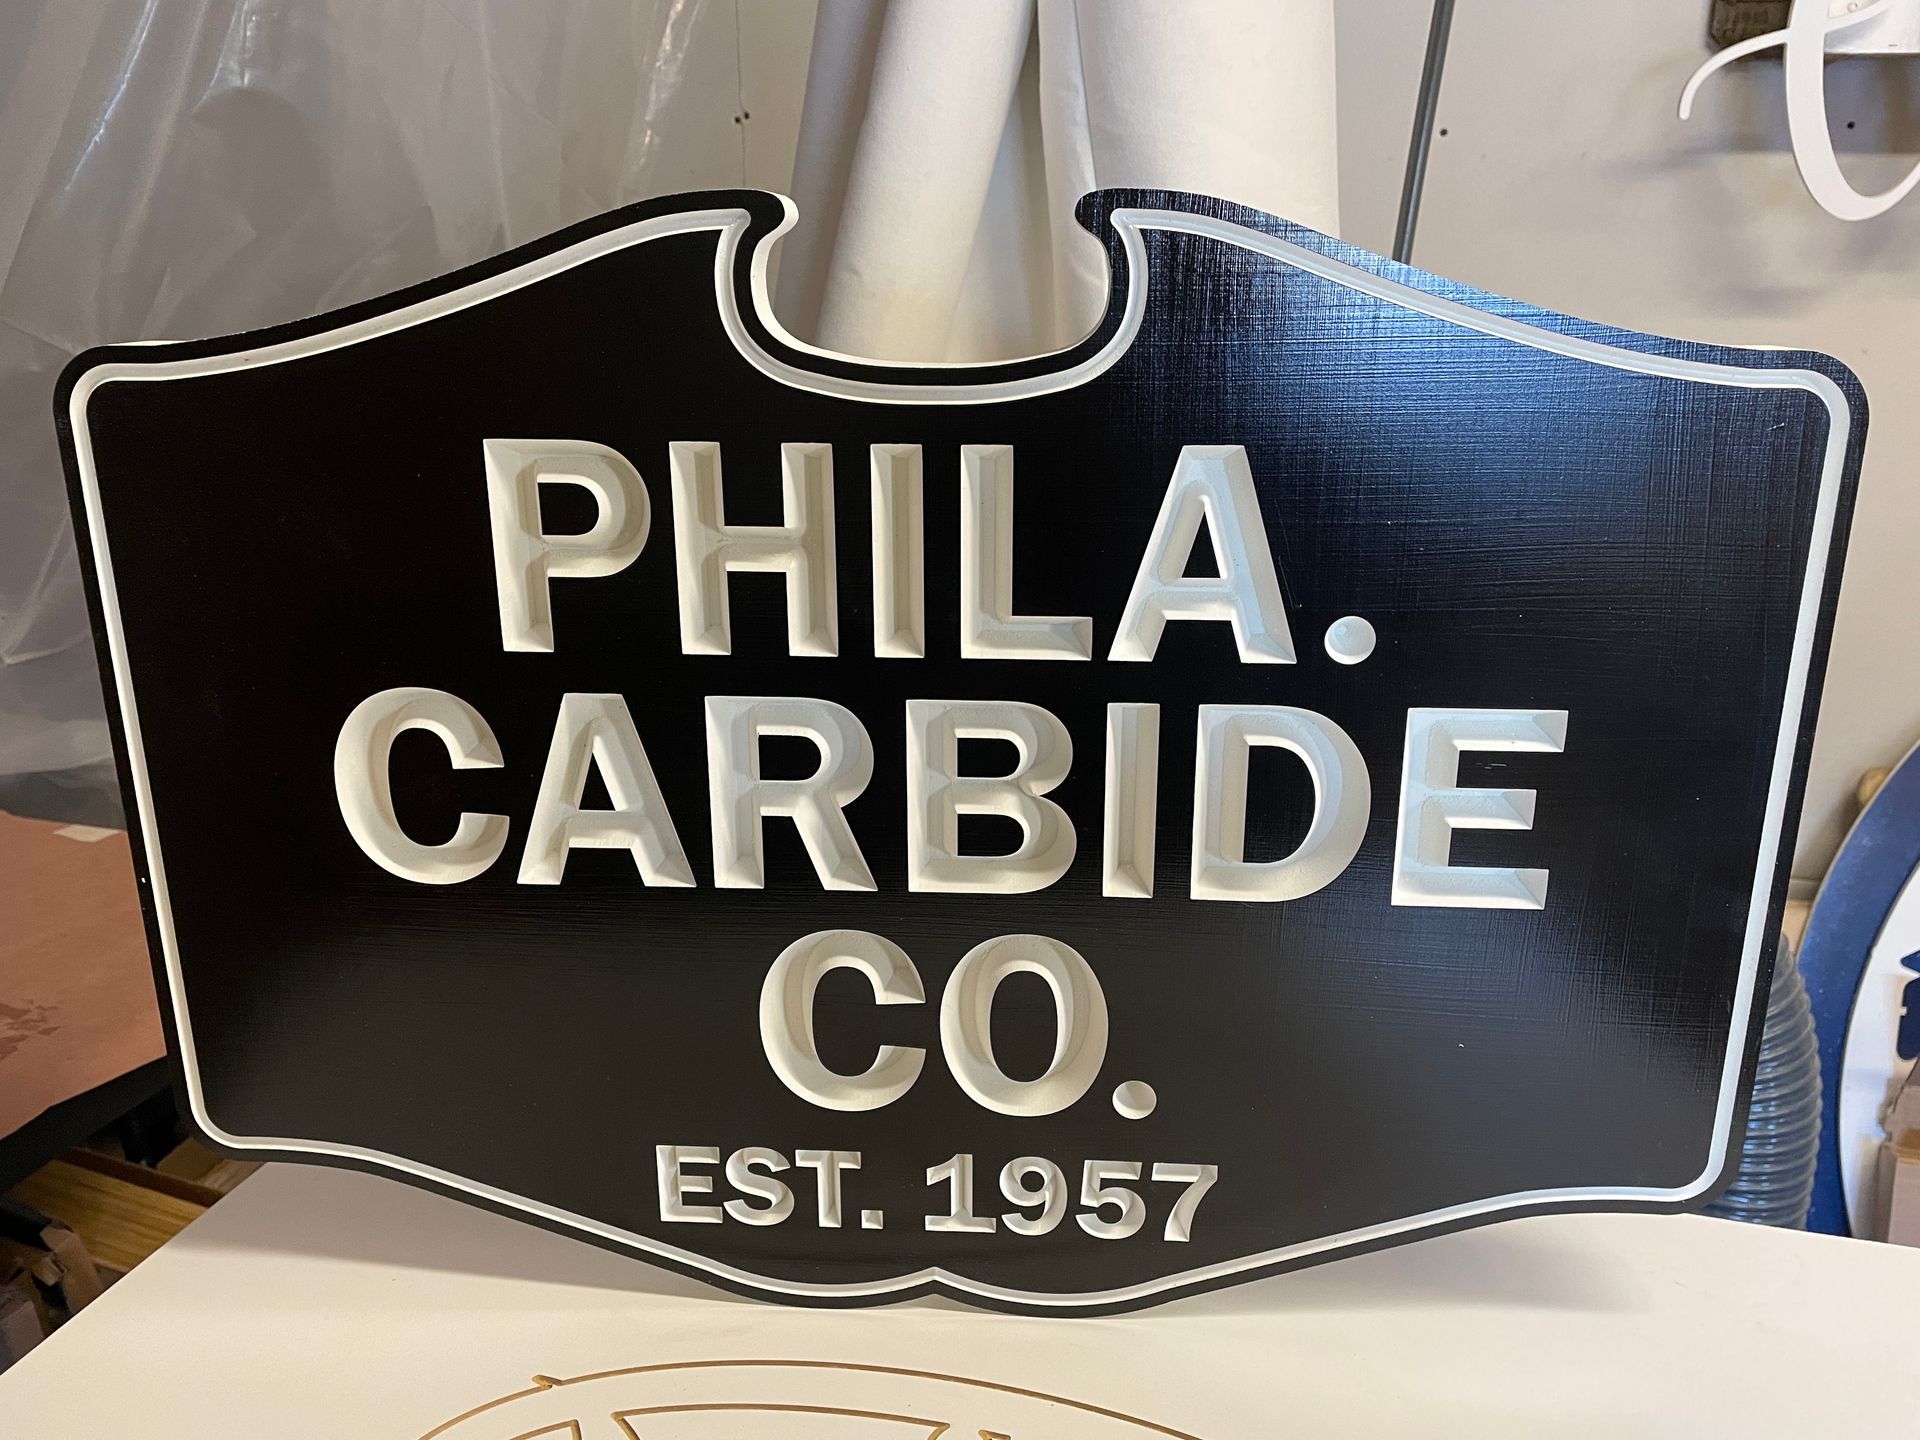 PHILA.
CARBIDE
CO.
EST. 1957